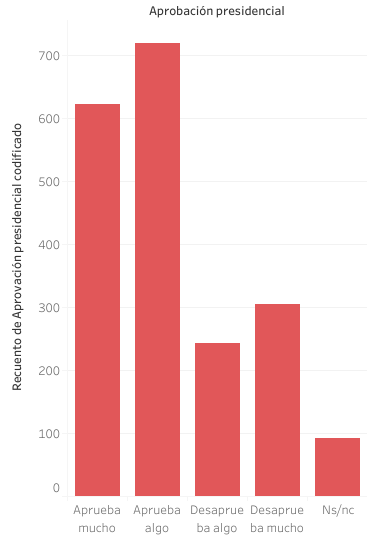 Aprobación presidencial
Recuento de Aprovación presidencial codificado
700
600
500
400
300
200
100
0
Aprueba
mucho
Aprueba
algo
Desaprue
ba algo
Desaprue
ba mucho
Ns/nc